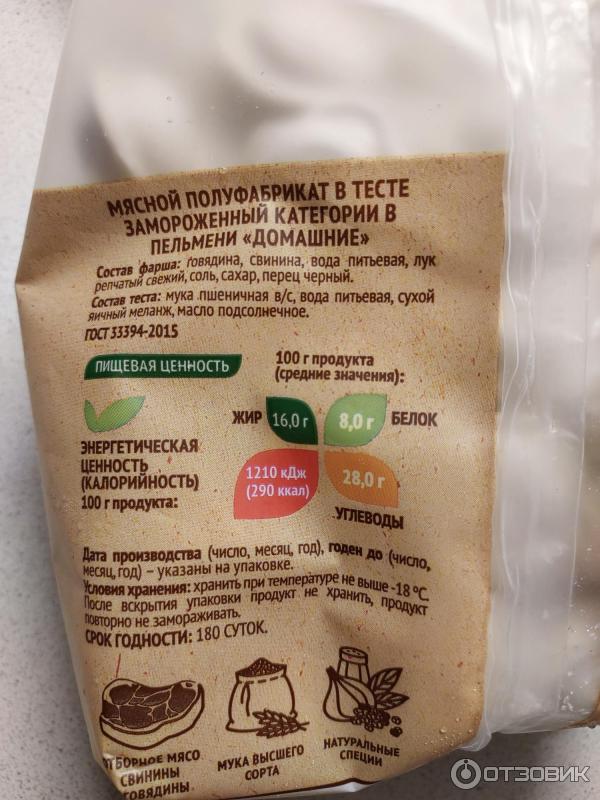 МЯСНОЙ ПОЛУФАБРИКАТ В ТЕСТЕ
ЗАМОРОЖЕННЫЙ КАТЕГОРИИ В
ПЕЛЬМЕНИ «ДОМАШНИЕ»
Состав фарша: говядина, свинина, вода питьевая, лук
репчатый свежий, соль, сахар, перец черный.
Состав теста: мука пшеничная в/с, вода питьевая, сухой
яичный меланж, масло подсолнечное.
ГОСТ 33394-2015
ПИЩЕВАЯ ЦЕННОСТЬ
100 г продукта
(средние значения):
ЖИР 16,0 г 8,0 г БЕЛОК
ЭНЕРГЕТИЧЕСКАЯ
ЦЕННОСТЬ
(КАЛОРИЙНОСТЬ)
100 г продукта:
1210 кДж
(290 ккал)
28,0 г
УГЛЕВОДЫ
Дата производства (число, месяц, год), годен до (число,
месяц, год) – указаны на упаковке.
Условия хранения: хранить при температуре не выше -18 °С.
После вскрытия упаковки продукт не хранить, продукт
повторно не замораживать.
СРОК ГОДНОСТИ: 180 СУТОК.
ОТБОРНОЕ МЯСО
СВИНИНЫ
ГОВЯДИНЫ
МУКА ВЫСШЕГО
СОРТА
НАТУРАЛЬНЫЕ
СПЕЦИИ
ОТЗОВИК